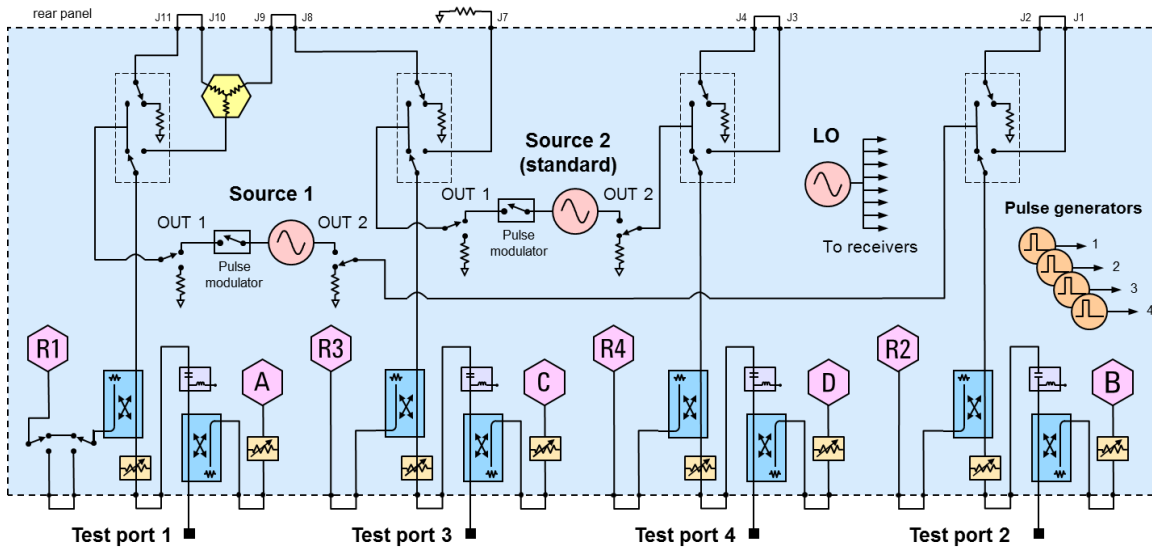 rear panel
J11 J10 J9 J8 J7 J4 J3 J2 J1
Source 1
OUT 1
OUT 2
Pulse
modulator
Source 2
(standard)
OUT 1
OUT 2
Pulse
modulator
LO
To receivers
Pulse generators
1
2
3
4
R1 A R3 C R4 D R2 B
Test port 1 Test port 3 Test port 4 Test port 2